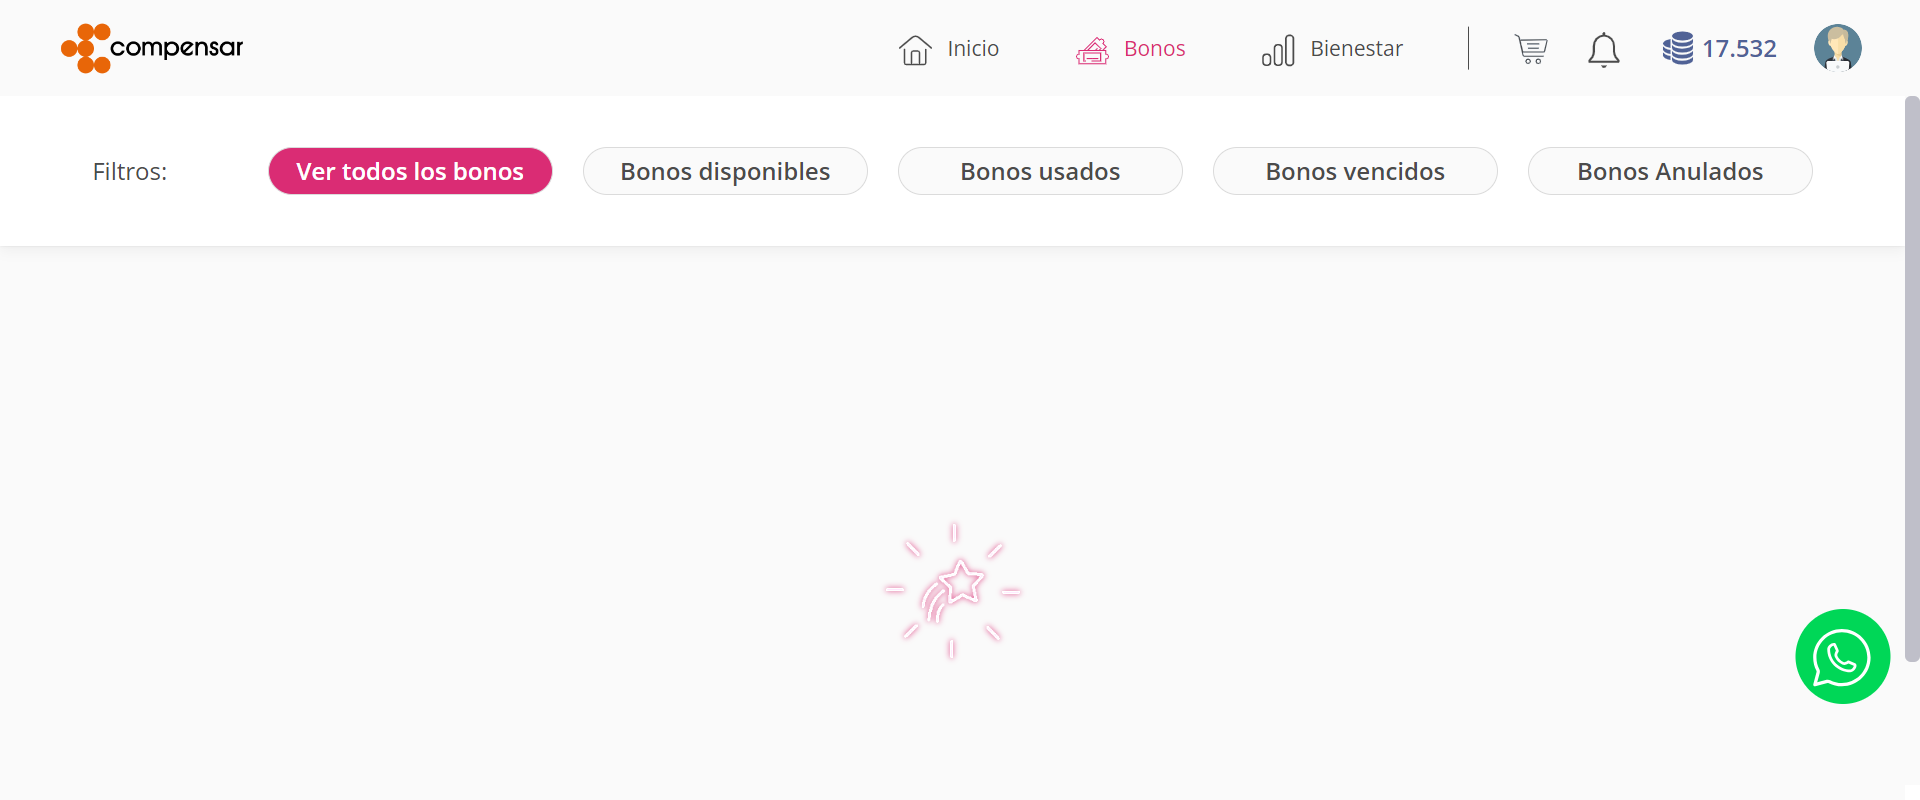 compensar
Inicio
Bonos
Bienestar
17.532
Filtros:
Ver todos los bonos
Bonos disponibles
Bonos usados
Bonos vencidos
Bonos Anulados